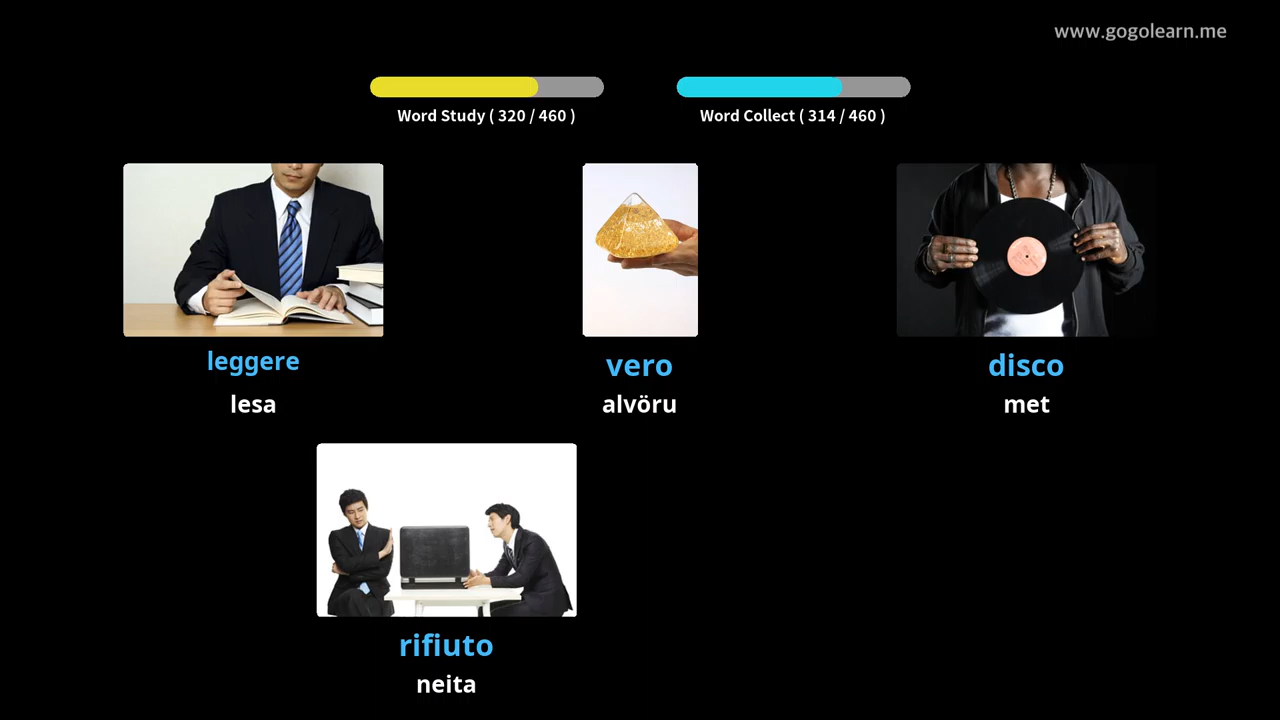 www.gogolearn.me
Word Study ( 320 / 460 )
Word Collect ( 314 / 460 )
leggere
lesa
vero
alvöru
disco
met
rifiuto
neita